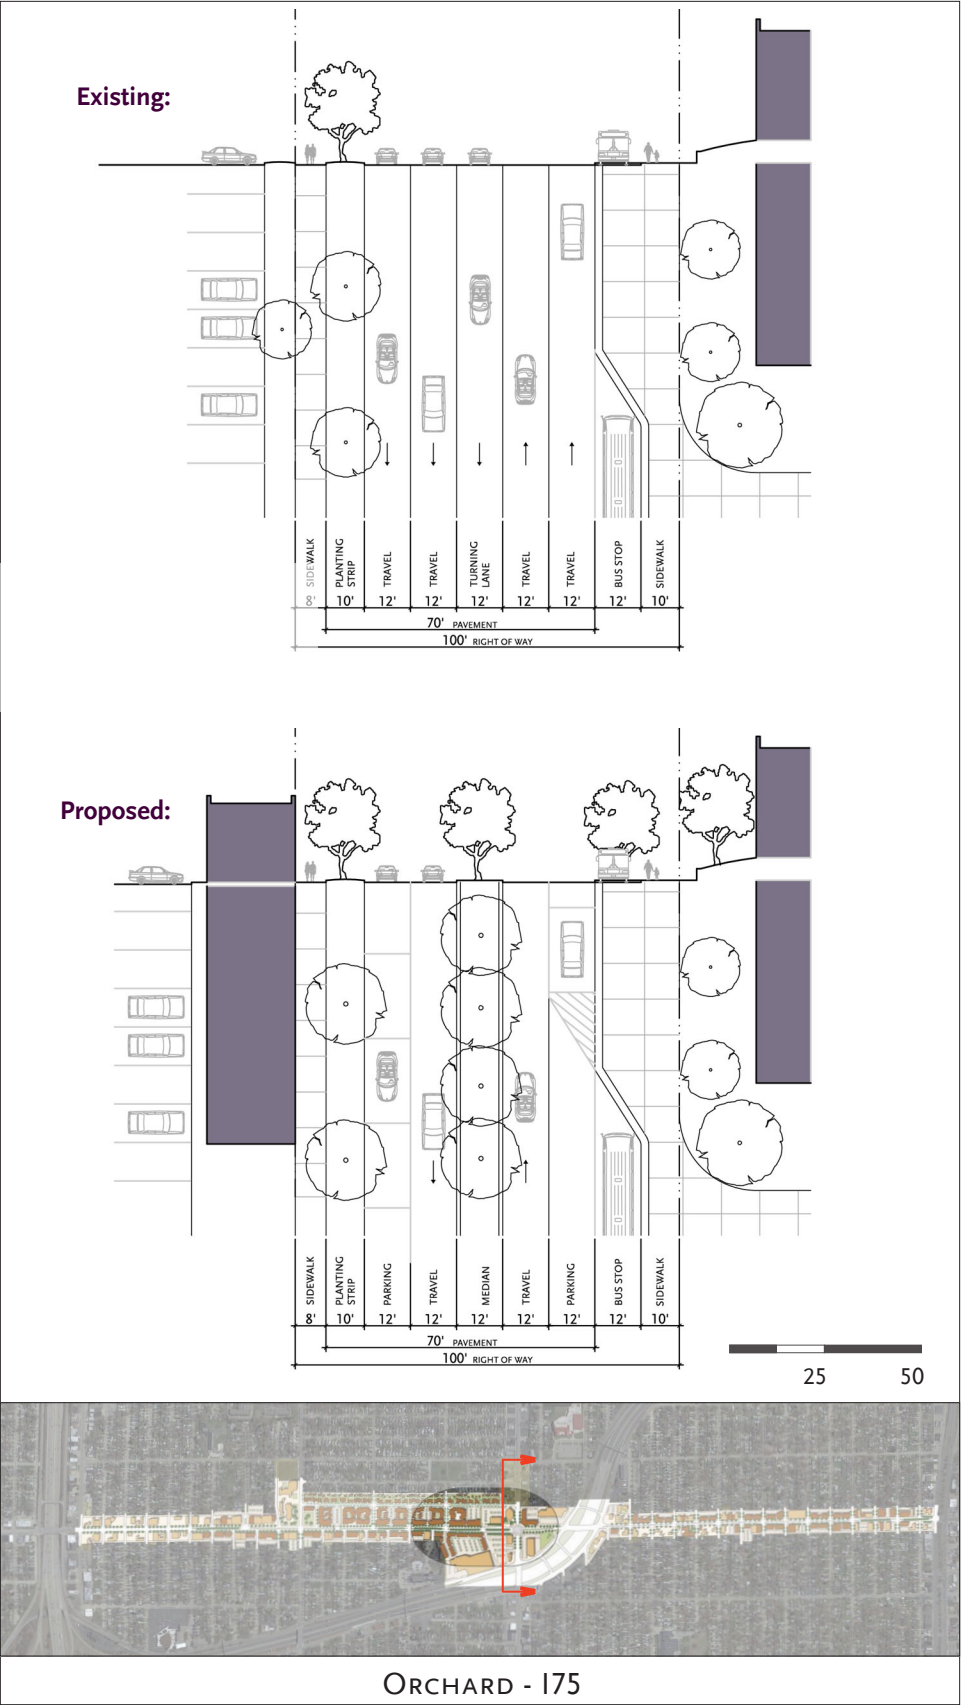 Existing:
SIDEWALK
PLANTING
STRIP
TRAVEL
TRAVEL
TURNING
LANE
TRAVEL
TRAVEL
BUS STOP
SIDEWALK
8' 10' 12' 12' 12' 12' 12' 12' 10'
70' PAVEMENT
100' RIGHT OF WAY
Proposed:
SIDEWALK
PLANTING
STRIP
PARKING
TRAVEL
MEDIAN
TRAVEL
PARKING
BUS STOP
SIDEWALK
8' 10' 12' 12' 12' 12' 12' 12' 10'
70' PAVEMENT
100' RIGHT OF WAY
25 50
ORCHARD - 175